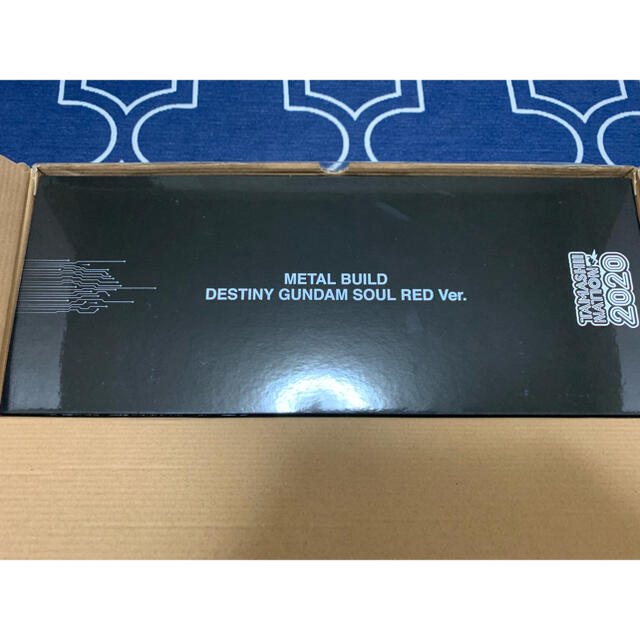 METAL BUILD
DESTINY GUNDAM SOUL RED Ver.
TAMASHII
NATION
2020